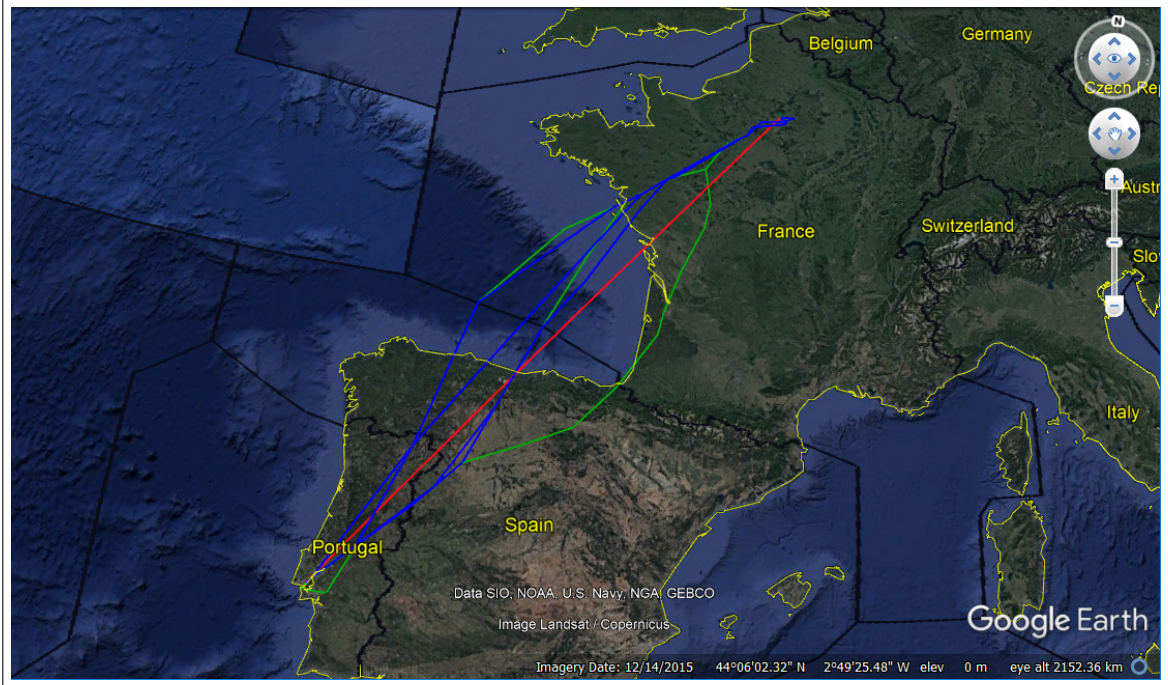 N
Belgium
Germany
Czech Rep
Austr
Switzerland
France
Slo
Italy
Spain
Portugal
Data SIO, NOAA, U.S. Navy, NGA, GEBCO
Image Landsat / Copernicus
Google Earth
Imagery Date: 12/14/2015 44°06'02.32" N 2°49'25.48" W elev 0 m eye alt 2152.36 km